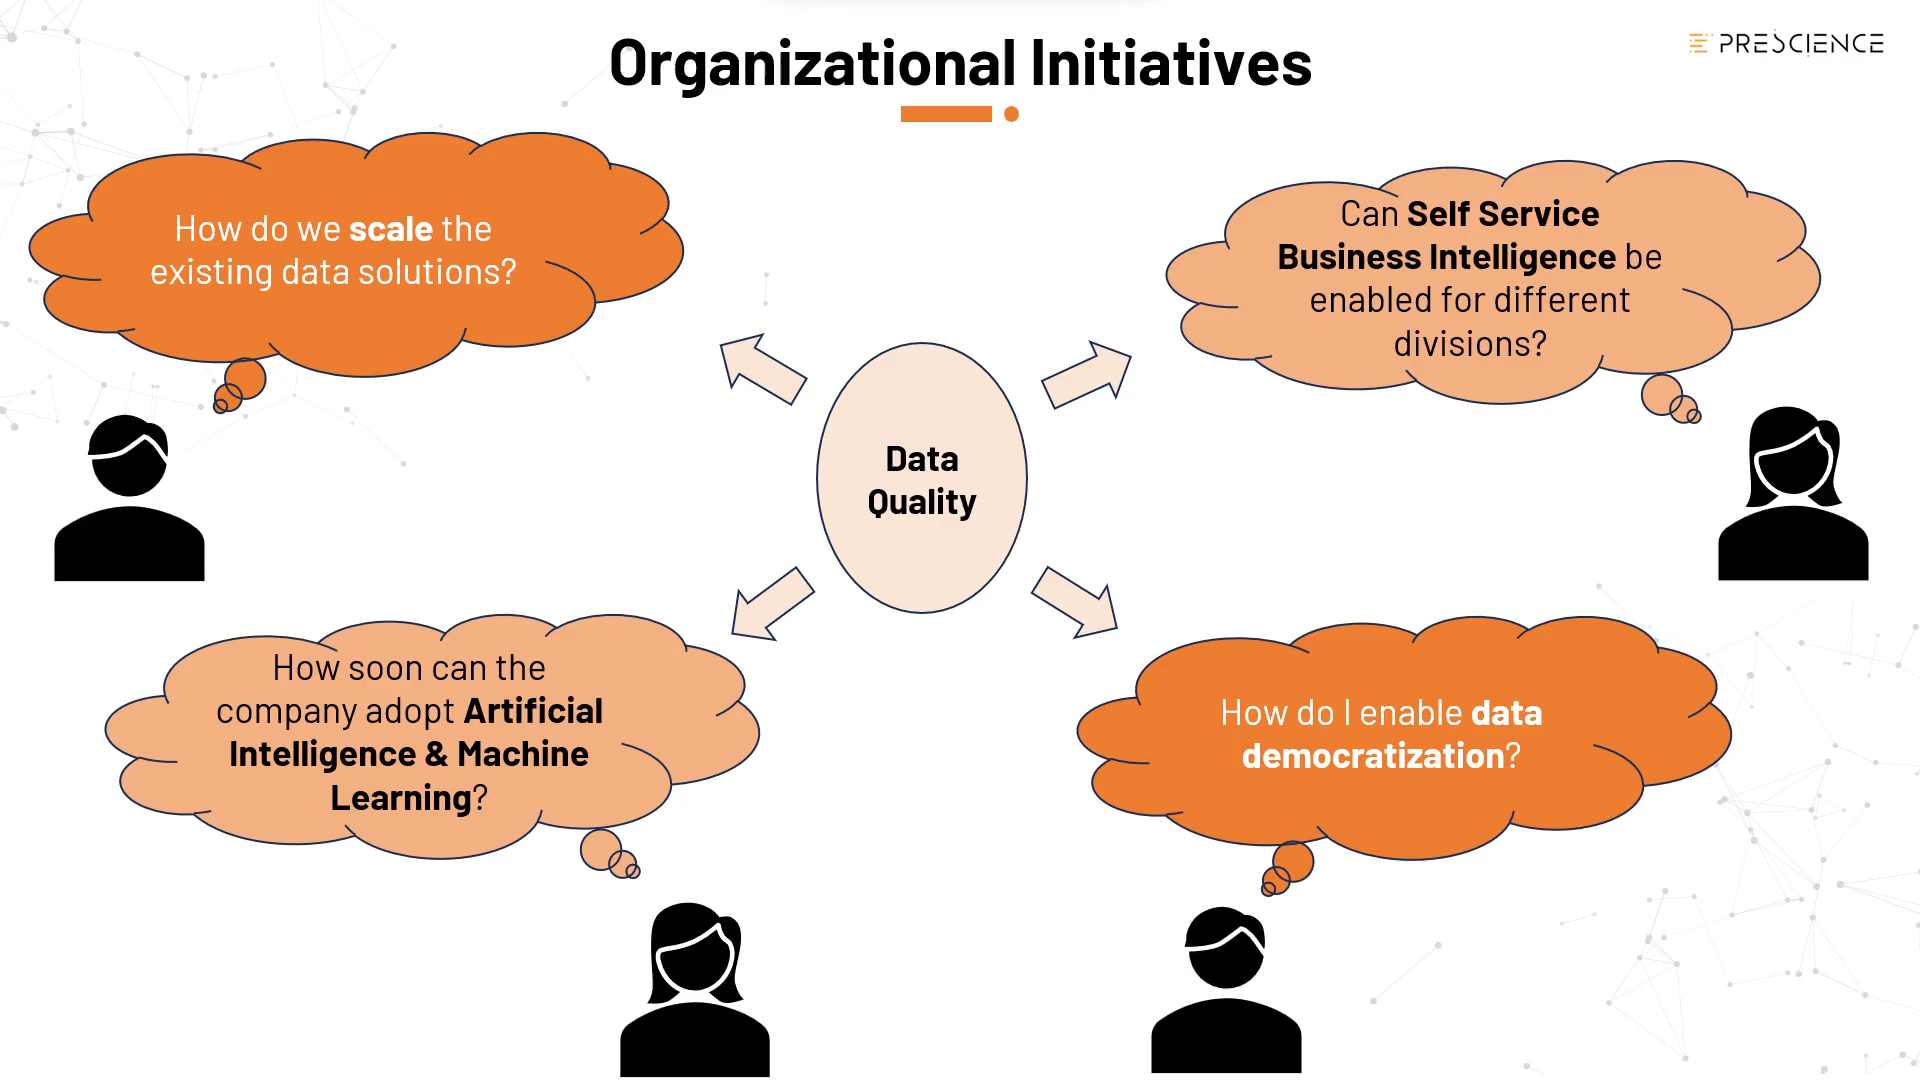 Organizational Initiatives
PRESCIENCE
How do we scale the
existing data solutions?
Can Self Service
Business Intelligence be
enabled for different
divisions?
Data
Quality
How soon can the
company adopt Artificial
Intelligence & Machine
Learning?
How do I enable data
democratization?